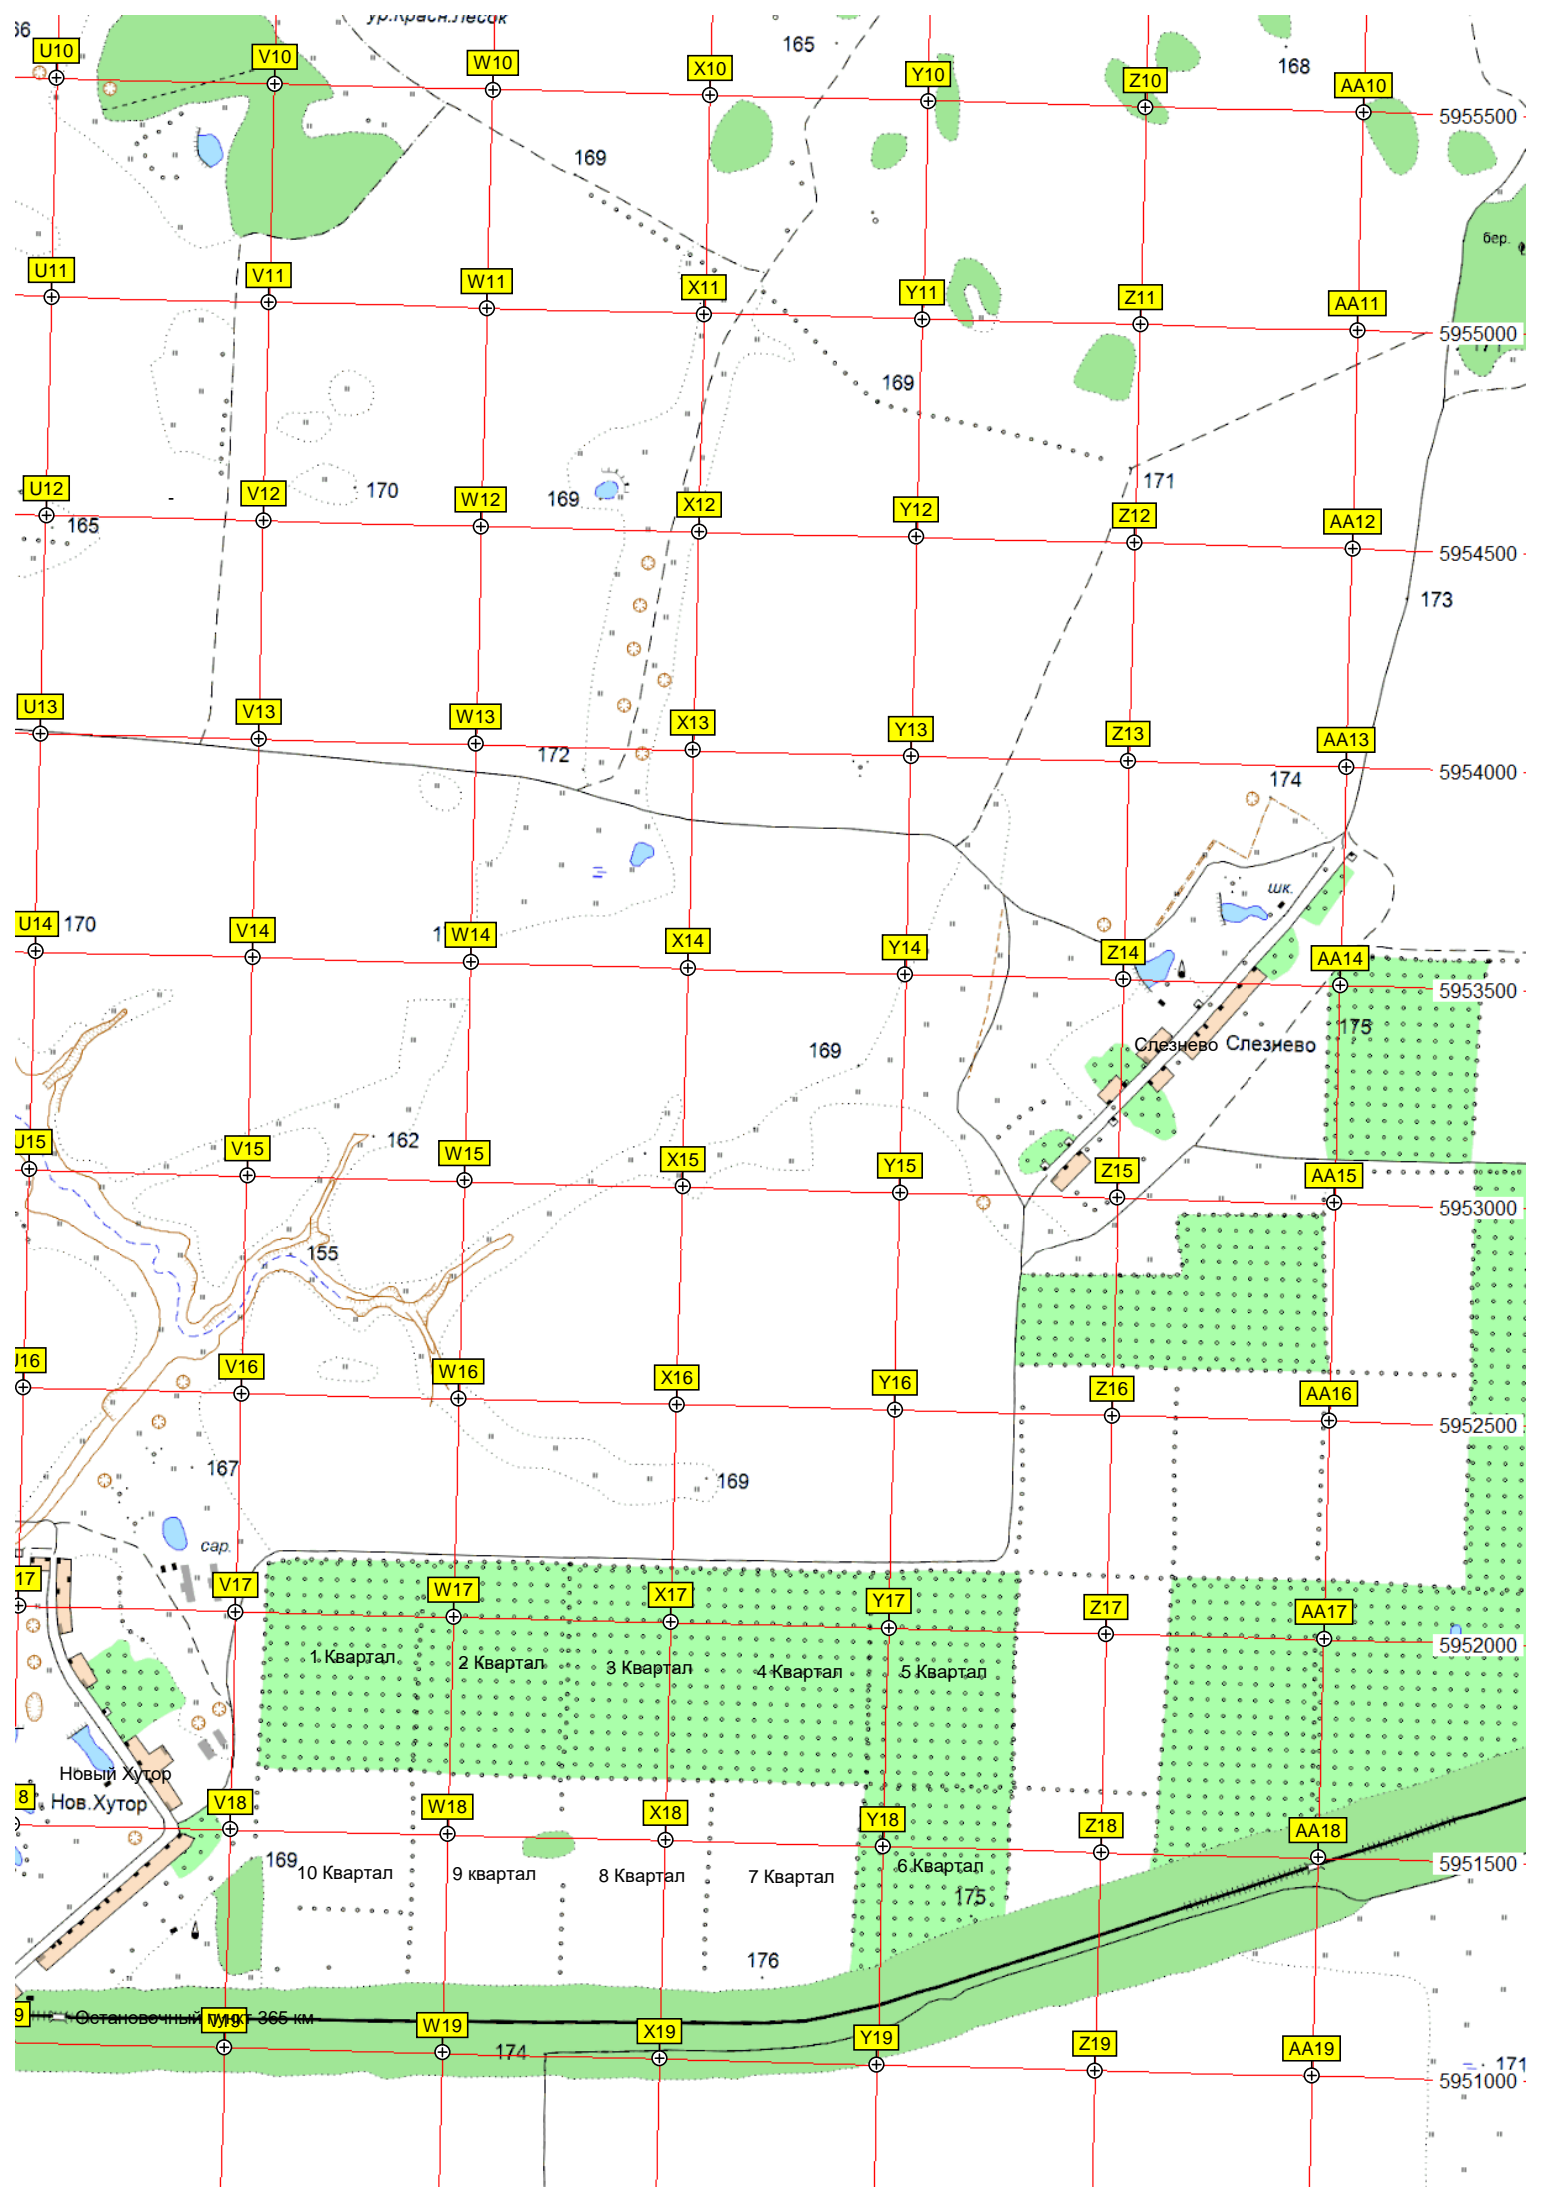 ур.Красн.Лесок
66
165
168
U10
V10
W10
X10
Y10
Z10
AA10
5955500
169
бер.
U11
V11
W11
X11
Y11
Z11
AA11
5955000
169
171
U12
V12
W12
X12
Y12
Z12
AA12
165
170
169
5954500
173
U13
V13
W13
X13
Y13
Z13
AA13
172
174
5954000
шк.
U14
170
V14
W14
X14
Y14
Z14
AA14
5953500
175
169
Слезнево
Слезнево
U15
V15
162
W15
X15
Y15
Z15
AA15
5953000
155
U16
V16
W16
X16
Y16
Z16
AA16
5952500
167
169
сар.
17
V17
W17
X17
Y17
Z17
AA17
5952000
1 Квартал
2 Квартал
3 Квартал
4 Квартал
5 Квартал
Новый Хутор
Нов.Хутор
8
V18
W18
X18
Y18
Z18
AA18
5951500
169
10 Квартал
9 квартал
8 Квартал
7 Квартал
6 Квартал
175
176
9
Остановочный пункт 365 км
V19
W19
X19
Y19
Z19
AA19
174
171
5951000